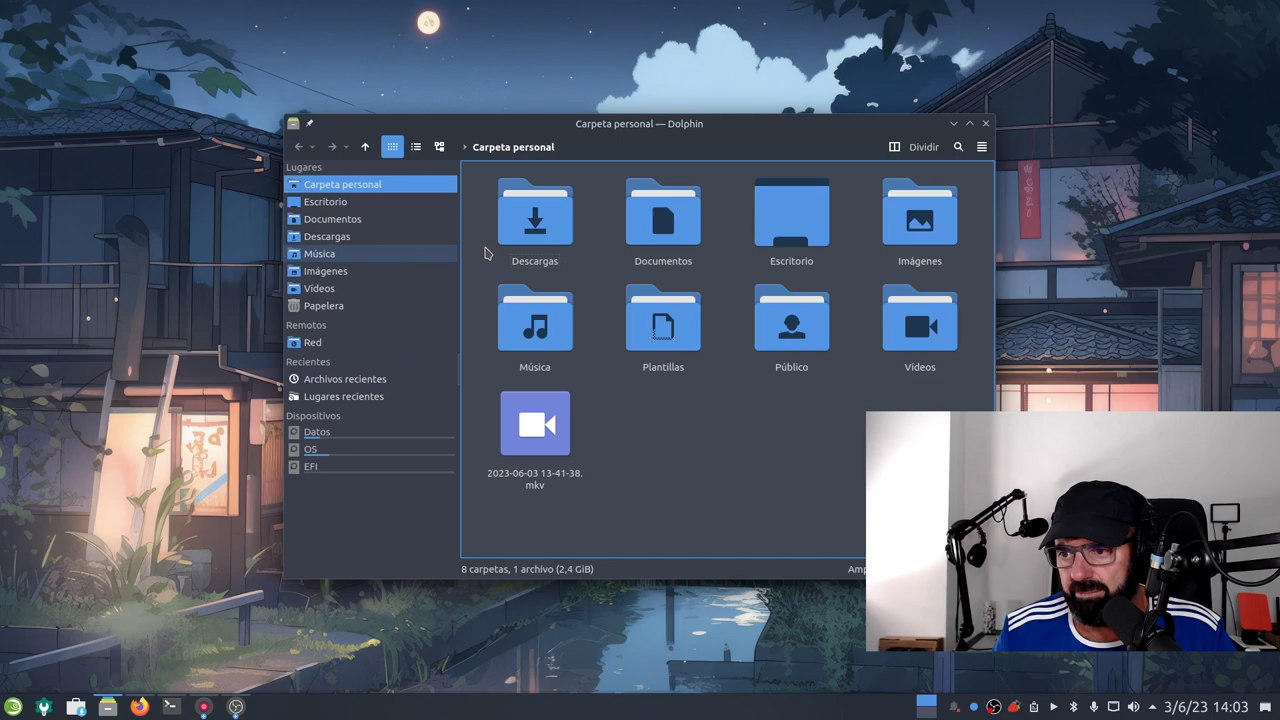 Carpeta personal — Dolphin
Carpeta personal
Dividir
Lugares
Carpeta personal
Escritorio
Documentos
Descargas
Música
Imágenes
Vídeos
Papelera
Remotos
Red
Recientes
Archivos recientes
Lugares recientes
Dispositivos
Datos
OS
EFI
Descargas
Documentos
Escritorio
Imágenes
Música
Plantillas
Público
Vídeos
2023-06-03 13-41-38.
mkv
8 carpetas, 1 archivo (2,4 GiB)
Amp
3/6/23 14:03